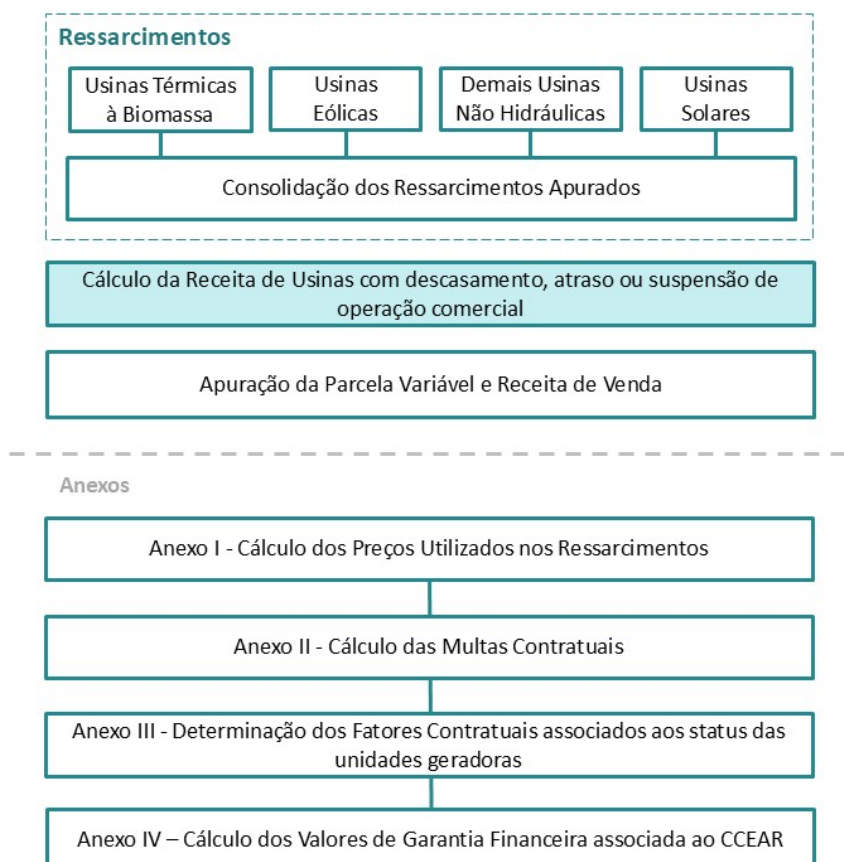 Ressarcimentos
Usinas Térmicas
à Biomassa
Usinas
Eólicas
Demais Usinas
Não Hidráulicas
Usinas
Solares
Consolidação dos Ressarcimentos Apurados
Cálculo da Receita de Usinas com descasamento, atraso ou suspensão de
operação comercial
Apuração da Parcela Variável e Receita de Venda
Anexos
Anexo I - Cálculo dos Preços Utilizados nos Ressarcimentos
Anexo II - Cálculo das Multas Contratuais
Anexo III - Determinação dos Fatores Contratuais associados aos status das
unidades geradoras
Anexo IV – Cálculo dos Valores de Garantia Financeira associada ao CCEAR